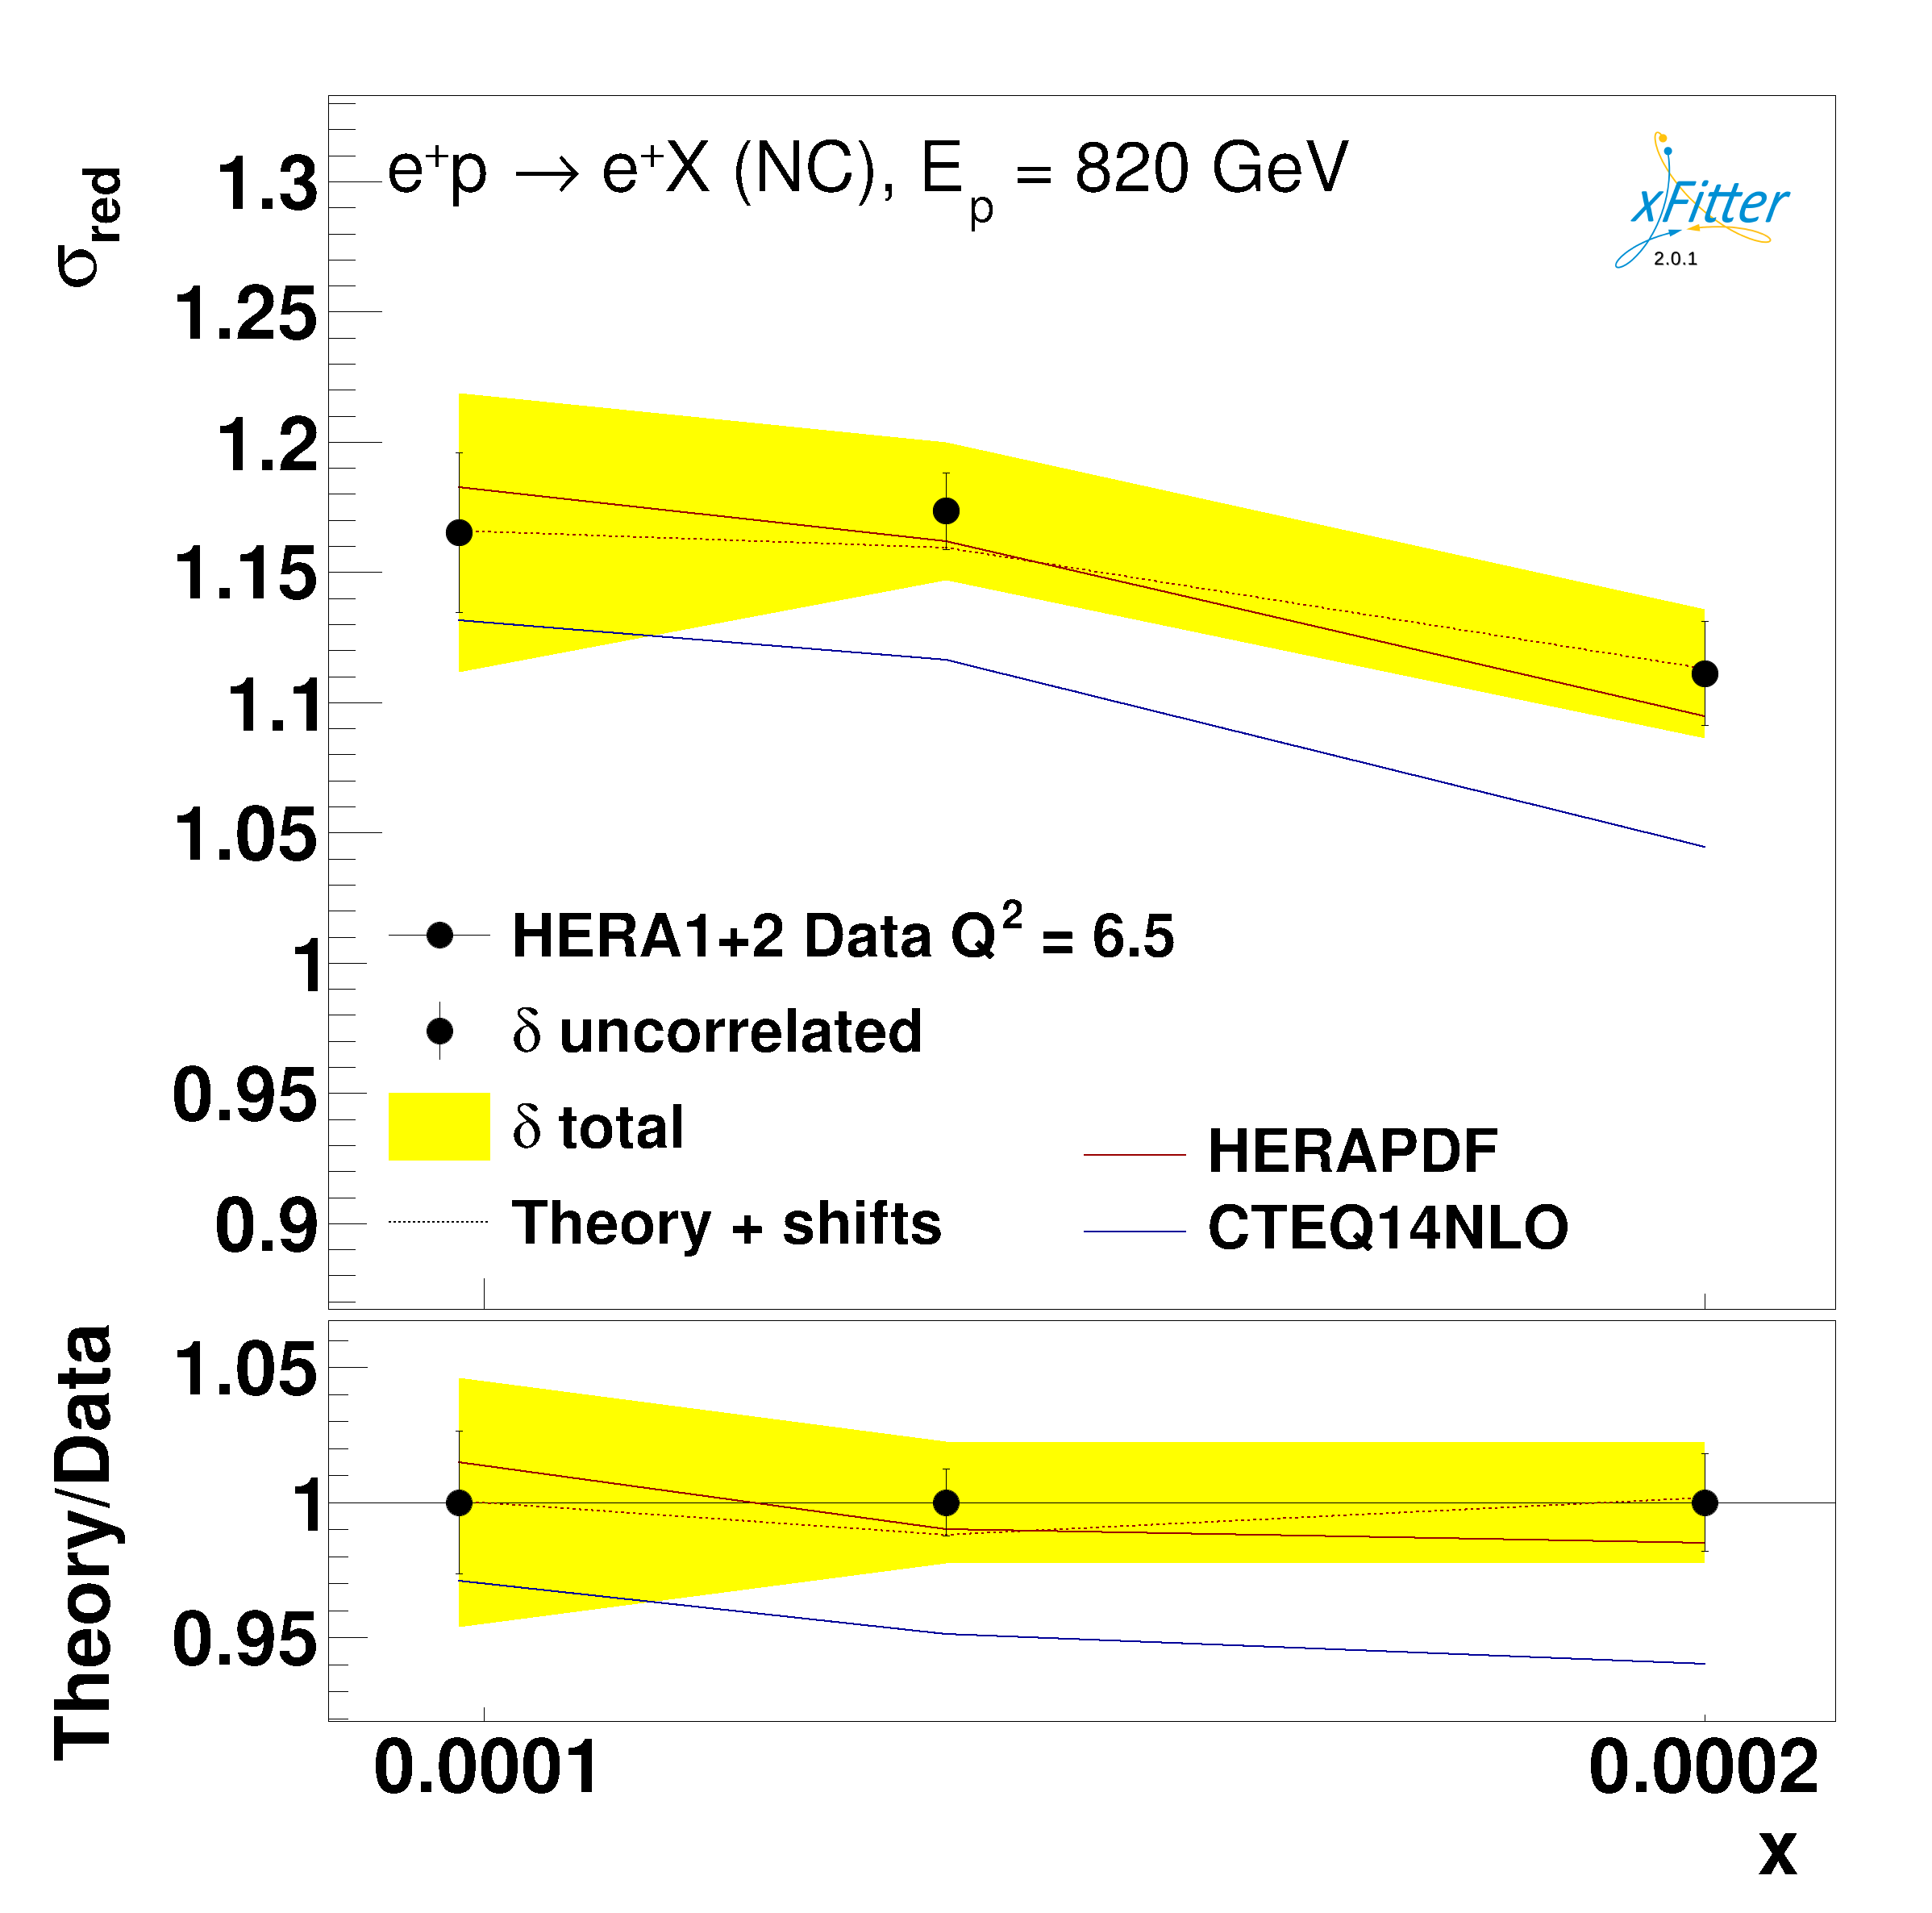 σred
1.3
1.25
1.2
1.15
1.1
1.05
1
0.95
0.9
e⁺p → e⁺X (NC), Eₚ = 820 GeV
xFitter
2.0.1
HERA1+2 Data Q² = 6.5
δ uncorrelated
δ total
Theory + shifts
HERAPDF
CTEQ14NLO
Theory/Data
1.05
1
0.95
0.0001
0.0002
x